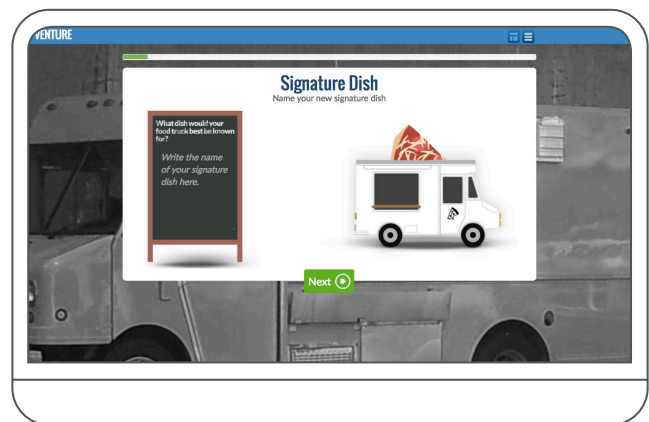 VENTURE
Signature Dish
Name your new signature dish
What dish would your
food truck best be known
for?
Write the name
of your signature
dish here.
Next